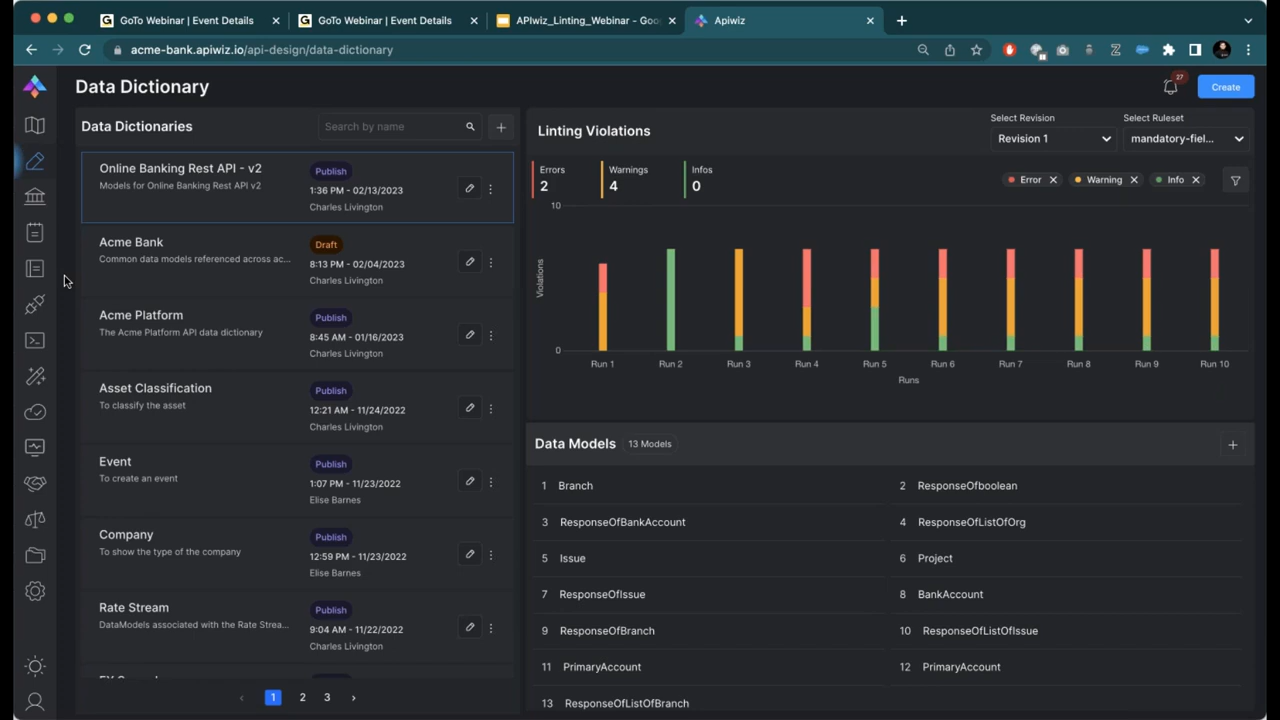 GoTo Webinar | Event Details
GoTo Webinar | Event Details
APIwiz_Linting_Webinar - Goo
Apiwiz
acme-bank.apiwiz.io/api-design/data-dictionary
Data Dictionary
27
Create
Data Dictionaries
Search by name
Online Banking Rest API - v2
Models for Online Banking Rest API v2
Publish
1:36 PM - 02/13/2023
Charles Livington
Acme Bank
Common data models referenced across ac...
Draft
8:13 PM - 02/04/2023
Charles Livington
Acme Platform
The Acme Platform API data dictionary
Publish
8:45 AM - 01/16/2023
Charles Livington
Asset Classification
To classify the asset
Publish
12:21 AM - 11/24/2022
Charles Livington
Event
To create an event
Publish
1:07 PM - 11/23/2022
Elise Barnes
Company
To show the type of the company
Publish
12:59 PM - 11/23/2022
Elise Barnes
Rate Stream
DataModels associated with the Rate Strea...
Publish
9:04 AM - 11/22/2022
Charles Livington
1 2 3
Linting Violations
Select Revision
Revision 1
Select Ruleset
mandatory-fiel...
Errors
2
Warnings
4
Infos
0
Error
Warning
Info
10
Violations
0
Run 1 Run 2 Run 3 Run 4 Run 5 Run 6 Run 7 Run 8 Run 9 Run 10
Runs
Data Models 13 Models
1 Branch
2 ResponseOfboolean
3 ResponseOfBankAccount
4 ResponseOfListOfOrg
5 Issue
6 Project
7 ResponseOfIssue
8 BankAccount
9 ResponseOfBranch
10 ResponseOfListOfIssue
11 PrimaryAccount
12 PrimaryAccount
13 ResponseOfListOfBranch